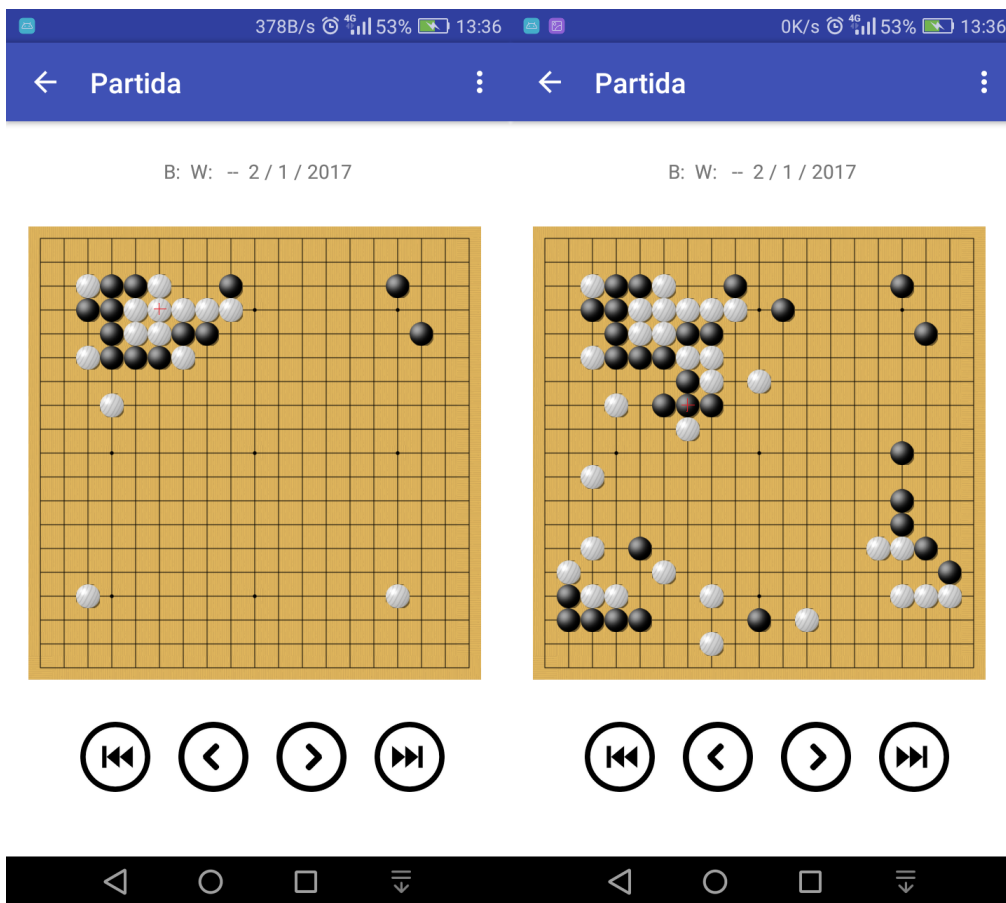 378B/s 4G 53% 13:36
Partida
B: W: -- 2 / 1 / 2017
0K/s 4G 53% 13:36
Partida
B: W: -- 2 / 1 / 2017